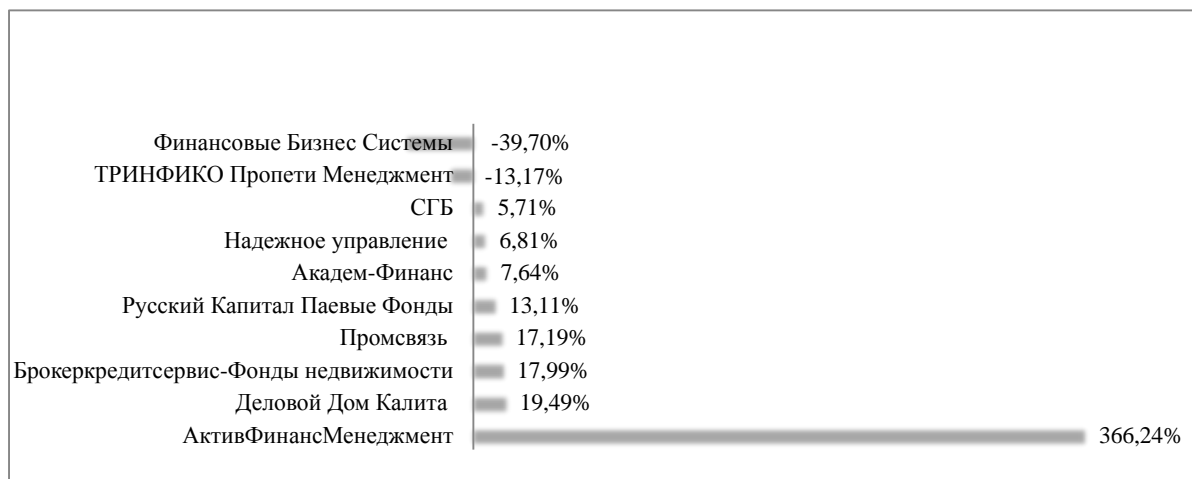 Финансовые Бизнес Системы -39,70%
ТРИНФИКО Пропети Менеджмент -13,17%
СГБ 5,71%
Надежное управление 6,81%
Академ-Финанс 7,64%
Русский Капитал Паевые Фонды 13,11%
Промсвязь 17,19%
Брокеркредитсервис-Фонды недвижимости 17,99%
Деловой Дом Калита 19,49%
АктивФинансМенеджмент 366,24%